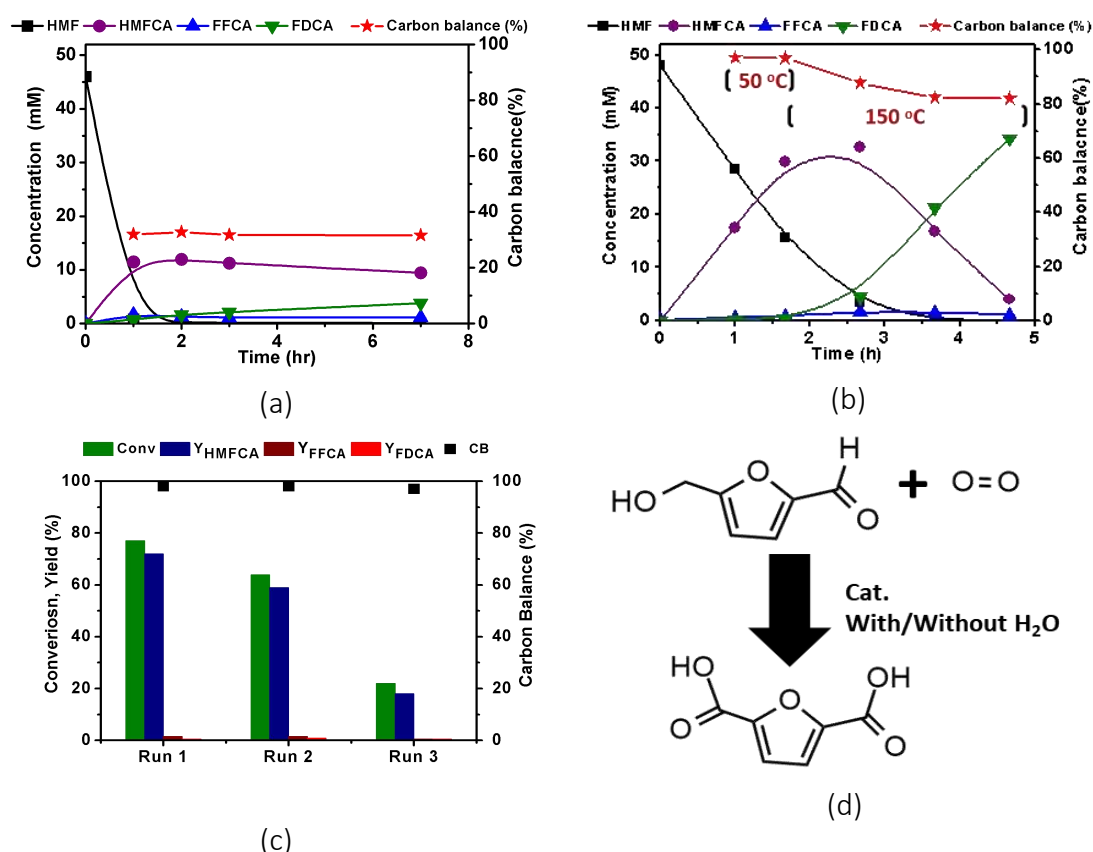 HMF HMFCA FFCA FDCA Carbon balance (%)
50
40
30
20
10
0
Concentration (mM)
100
80
60
40
20
0
Carbon balacnce(%)
0 2 4 6 8
Time (hr)
(a)
HMF HMFCA FFCA FDCA Carbon balance (%)
50
40
30
20
10
0
Concentration (mM)
100
80
60
40
20
0
Carbon balacnce(%)
50 °C
150 °C
0 1 2 3 4 5
Time (h)
(b)
Conv Y_HMFCA Y_FFCA Y_FDCA CB
100
80
60
40
20
0
Converiosn, Yield (%)
100
80
60
40
20
0
Carbon Balance (%)
Run 1 Run 2 Run 3
(c)
HO O H O + O=O
Cat.
With/Without H₂O
HO O O OH O
(d)